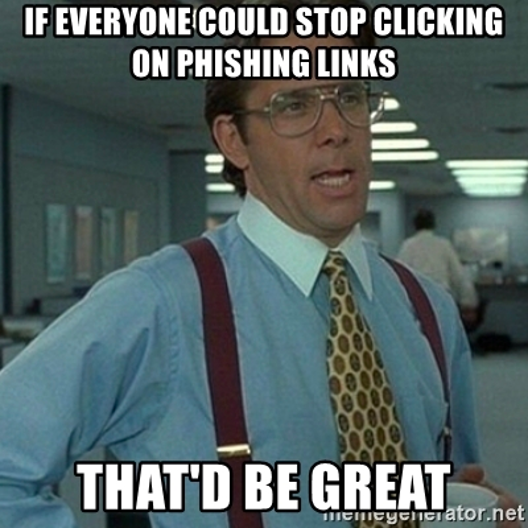 IF EVERYONE COULD STOP CLICKING
ON PHISHING LINKS
THAT'D BE GREAT
memegenerator.net